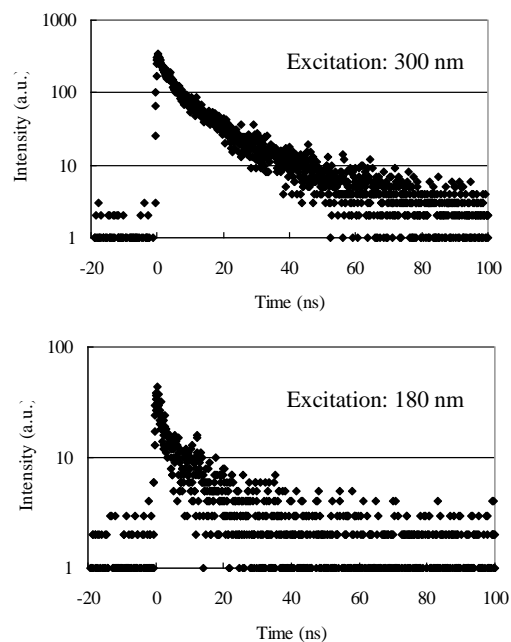 1000
Excitation: 300 nm
100
Intensity (a.u.)
10
1
-20 0 20 40 60 80 100
Time (ns)
100
Excitation: 180 nm
Intensity (a.u.)
10
1
-20 0 20 40 60 80 100
Time (ns)